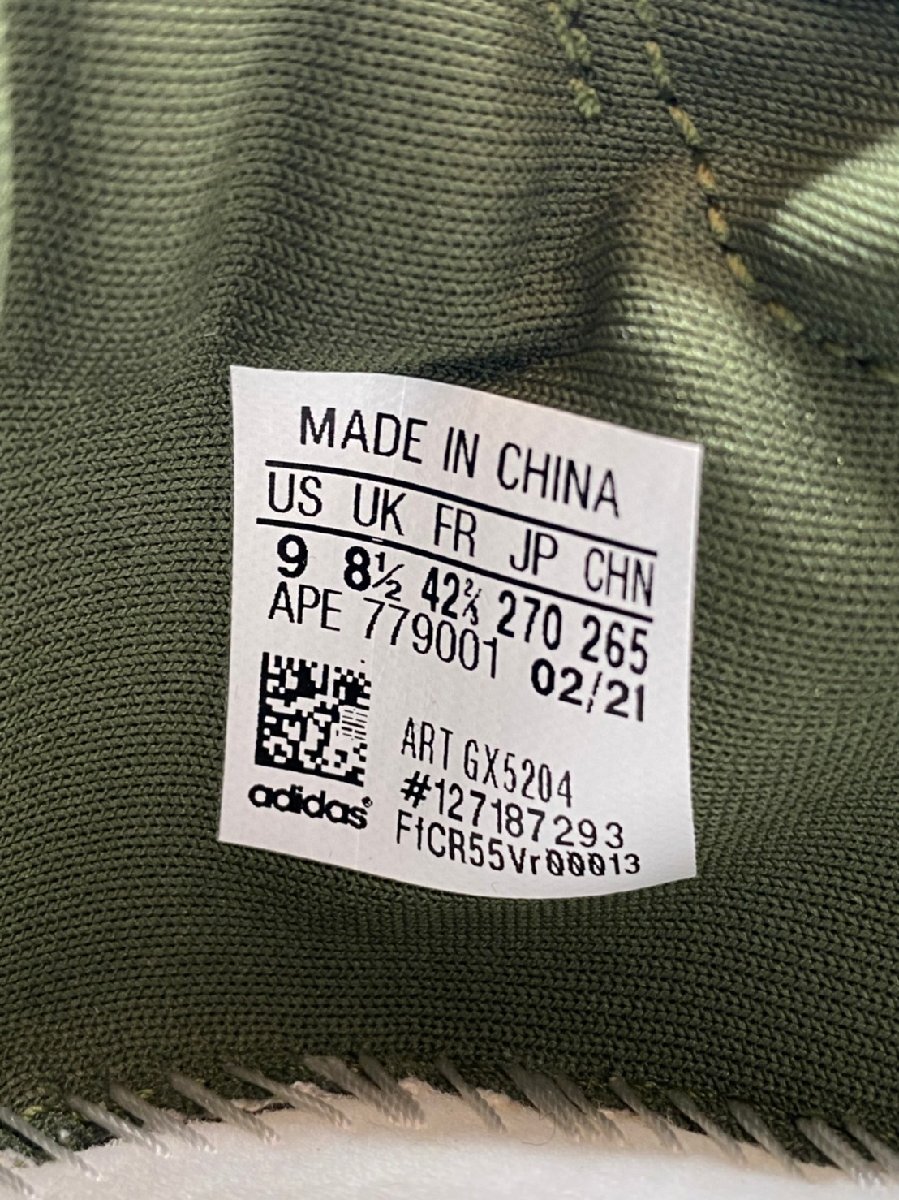 MADE IN CHINA
US UK FR JP CHN
9 8½ 42⅔ 270 265
APE 779001 02/21
ART GX5204
#127187293
adidas®
FfCR55Vr00013